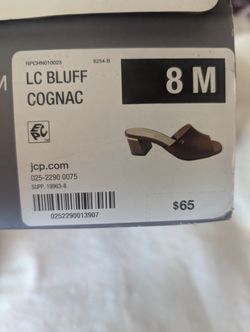 RPCHN010023 8254-B
LC BLUFF
COGNAC
8 M
jcp.com
025-2290 0075
SUPP. 19963-8
0252290013907
$65